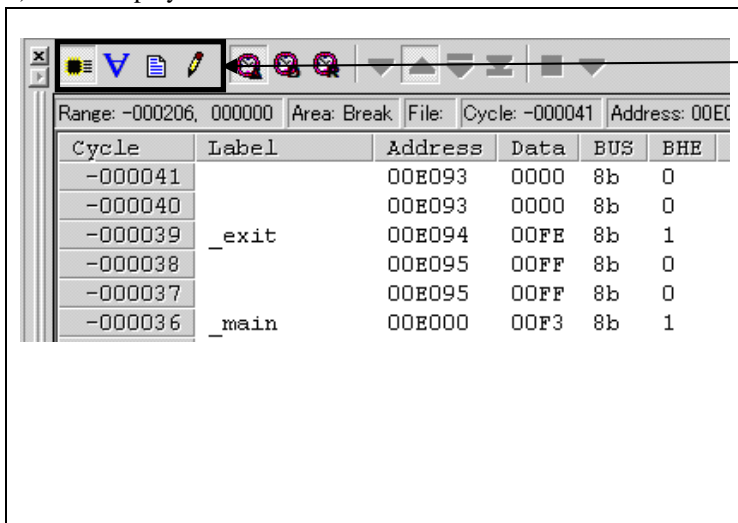 Range: -000206, 000000 Area: Break File: Cycle: -000041 Address: 00E0
Cycle Label Address Data BUS BHE
-000041 00E093 0000 8b 0
-000040 00E093 0000 8b 0
-000039 _exit 00E094 00FE 8b 1
-000038 00E095 00FF 8b 0
-000037 00E095 00FF 8b 0
-000036 _main 00E000 00F3 8b 1